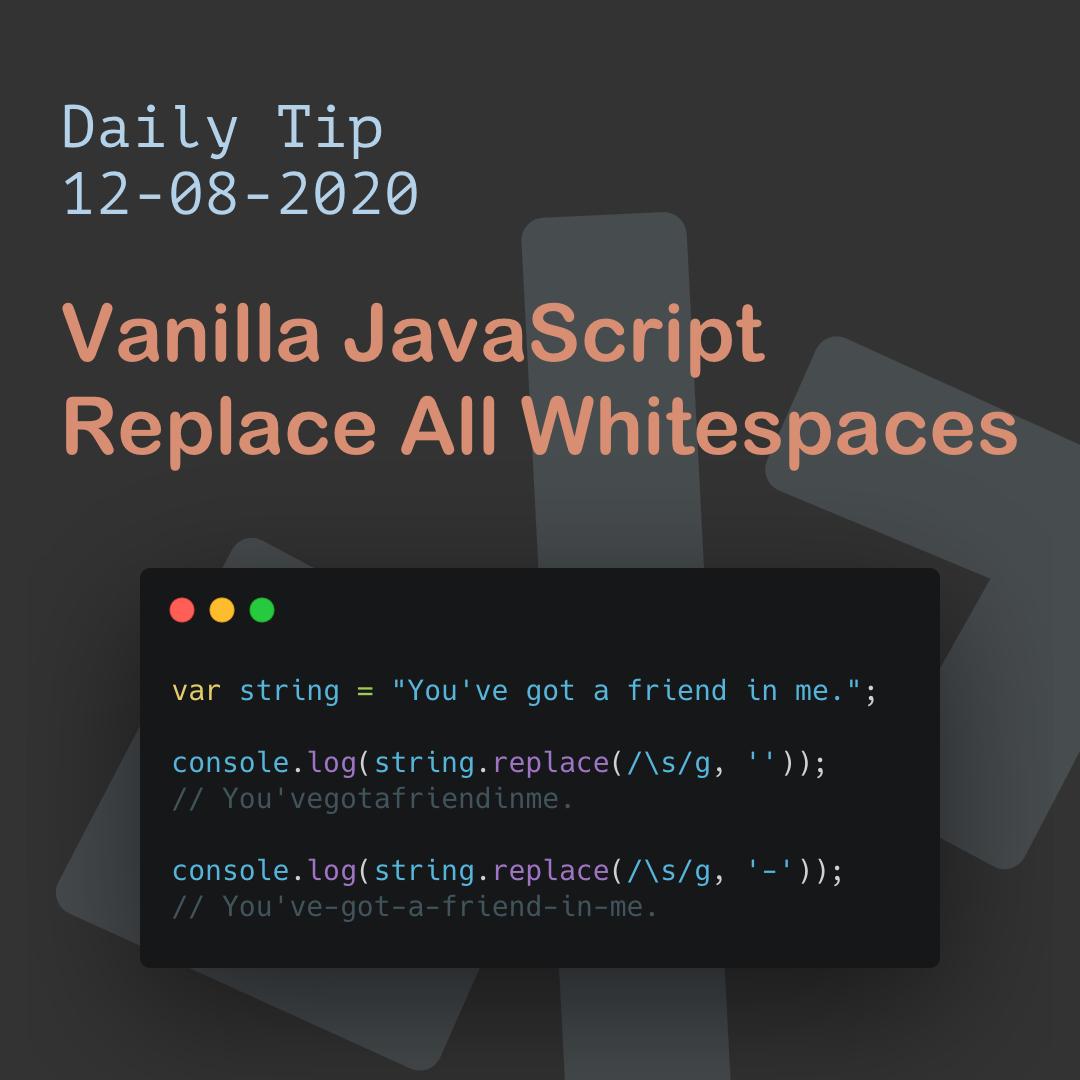 Daily Tip
12-08-2020
Vanilla JavaScript
Replace All Whitespaces
var string = "You've got a friend in me.";
console.log(string.replace(/\s/g, ''));
// You'vegotafriendinme.
console.log(string.replace(/\s/g, '-'));
// You've-got-a-friend-in-me.